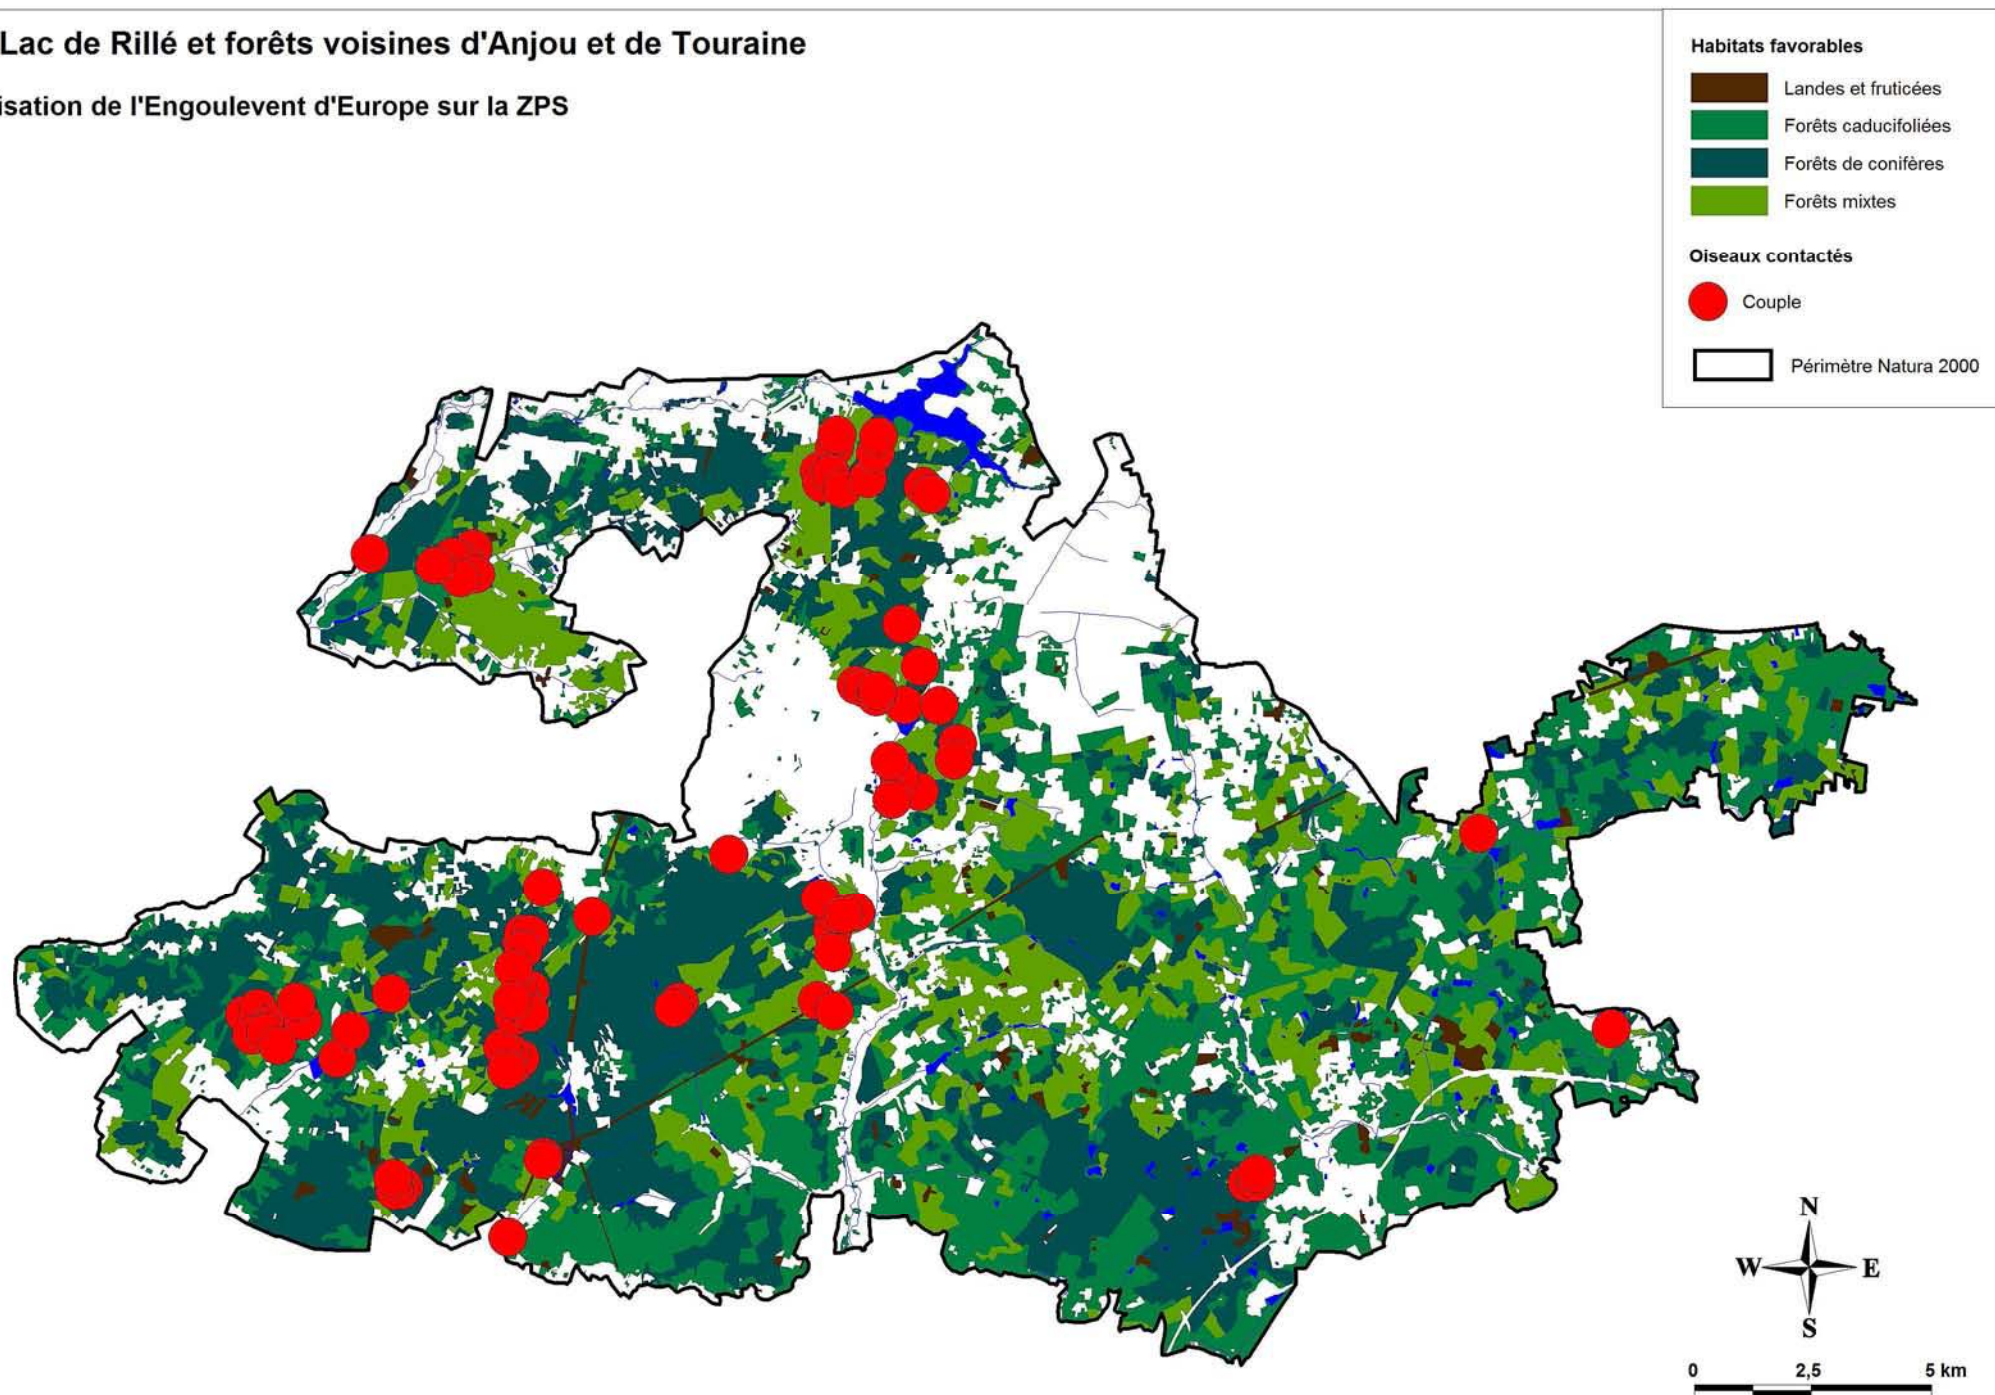 Lac de Rillé et forêts voisines d'Anjou et de Touraine
isation de l'Engoulevent d'Europe sur la ZPS
Habitats favorables
Landes et fruticées
Forêts caducifoliées
Forêts de conifères
Forêts mixtes
Oiseaux contactés
Couple
Périmètre Natura 2000
N
W E
S
0 2,5 5 km